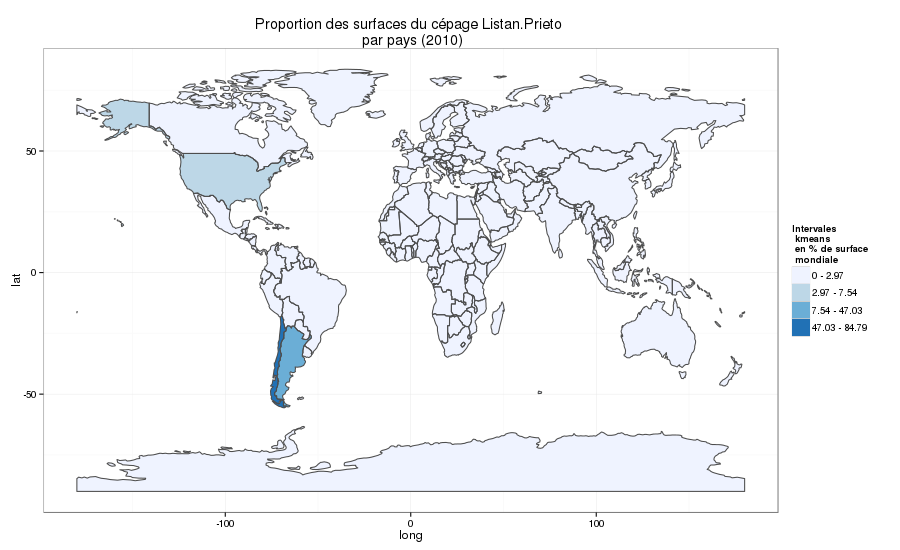 Proportion des surfaces du cépage Listan.Prieto
par pays (2010)
50
0
-50
lat
-100
0
100
long
Intervales
kmeans
en % de surface
mondiale
0 - 2.97
2.97 - 7.54
7.54 - 47.03
47.03 - 84.79